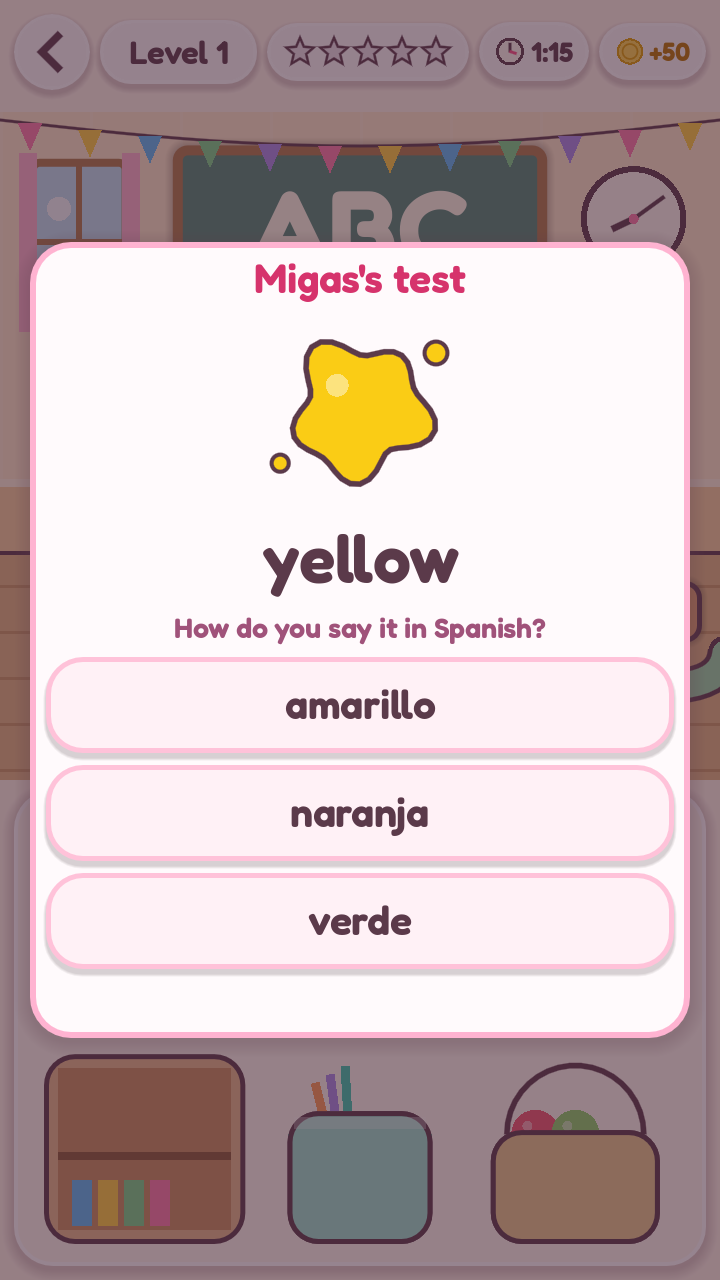 Level 1
1:15
+50
ABC
Migas's test
yellow
How do you say it in Spanish?
amarillo
naranja
verde